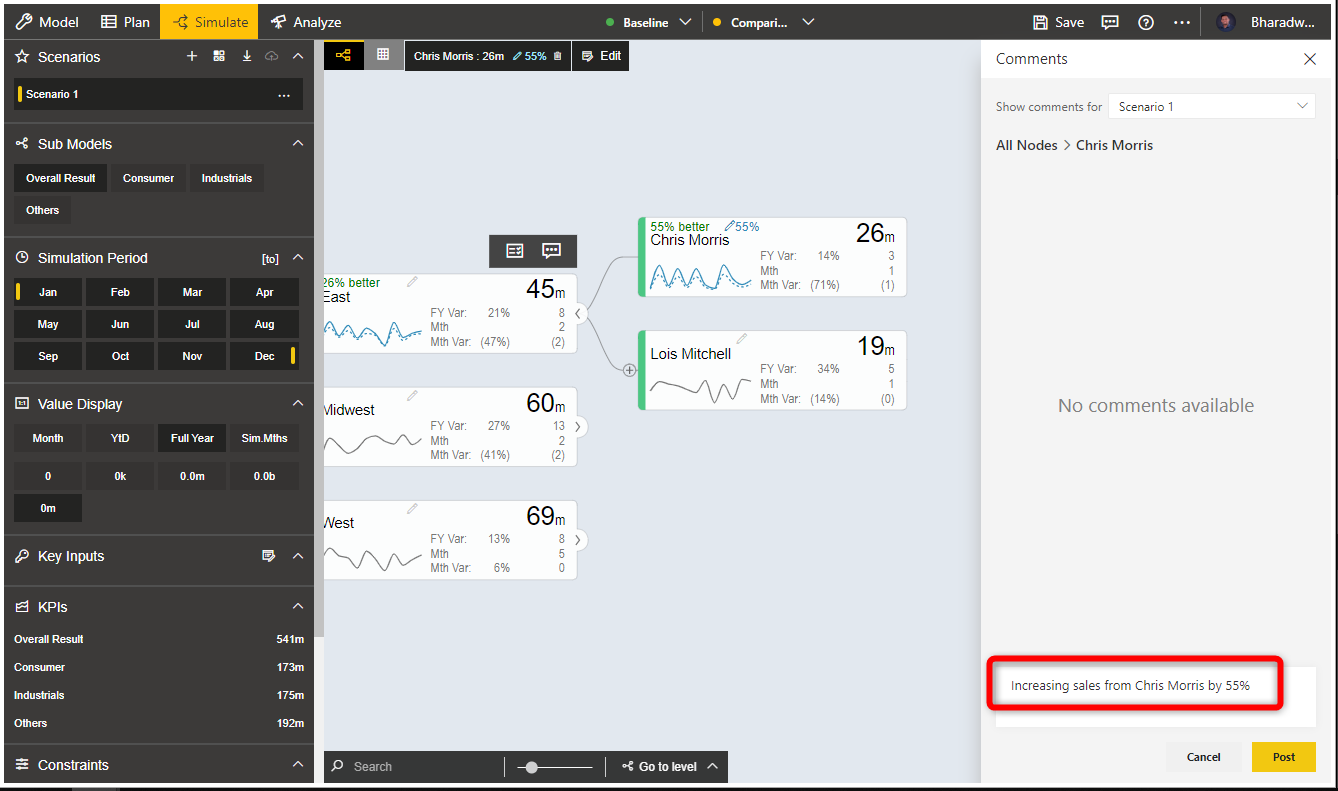 Model Plan Simulate Analyze Baseline Compari... Save Bharadw...
Scenarios
Scenario 1
Sub Models
Overall Result Consumer Industrials
Others
Simulation Period [to]
Jan Feb Mar Apr
May Jun Jul Aug
Sep Oct Nov Dec
Value Display
Month YtD Full Year Sim.Mths
0 0k 0.0m 0.0b
0m
Key Inputs
KPIs
Overall Result 541m
Consumer 173m
Industrials 175m
Others 192m
Constraints
Chris Morris : 26m 55% Edit
26% better
East
45m
FY Var: 21% 8
Mth 2
Mth Var: (47%) (2)
Midwest
60m
FY Var: 27% 13
Mth 2
Mth Var: (41%) (2)
West
69m
FY Var: 13% 8
Mth 5
Mth Var: 6% 0
55% better 55%
Chris Morris
26m
FY Var: 14% 3
Mth 1
Mth Var: (71%) (1)
Lois Mitchell
19m
FY Var: 34% 5
Mth 1
Mth Var: (14%) (0)
Search Go to level
Comments
Show comments for Scenario 1
All Nodes > Chris Morris
No comments available
Increasing sales from Chris Morris by 55%
Cancel Post